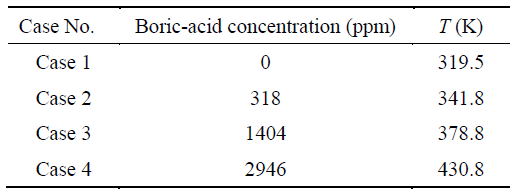 Case No. Boric-acid concentration (ppm) T (K)
Case 1 0 319.5
Case 2 318 341.8
Case 3 1404 378.8
Case 4 2946 430.8